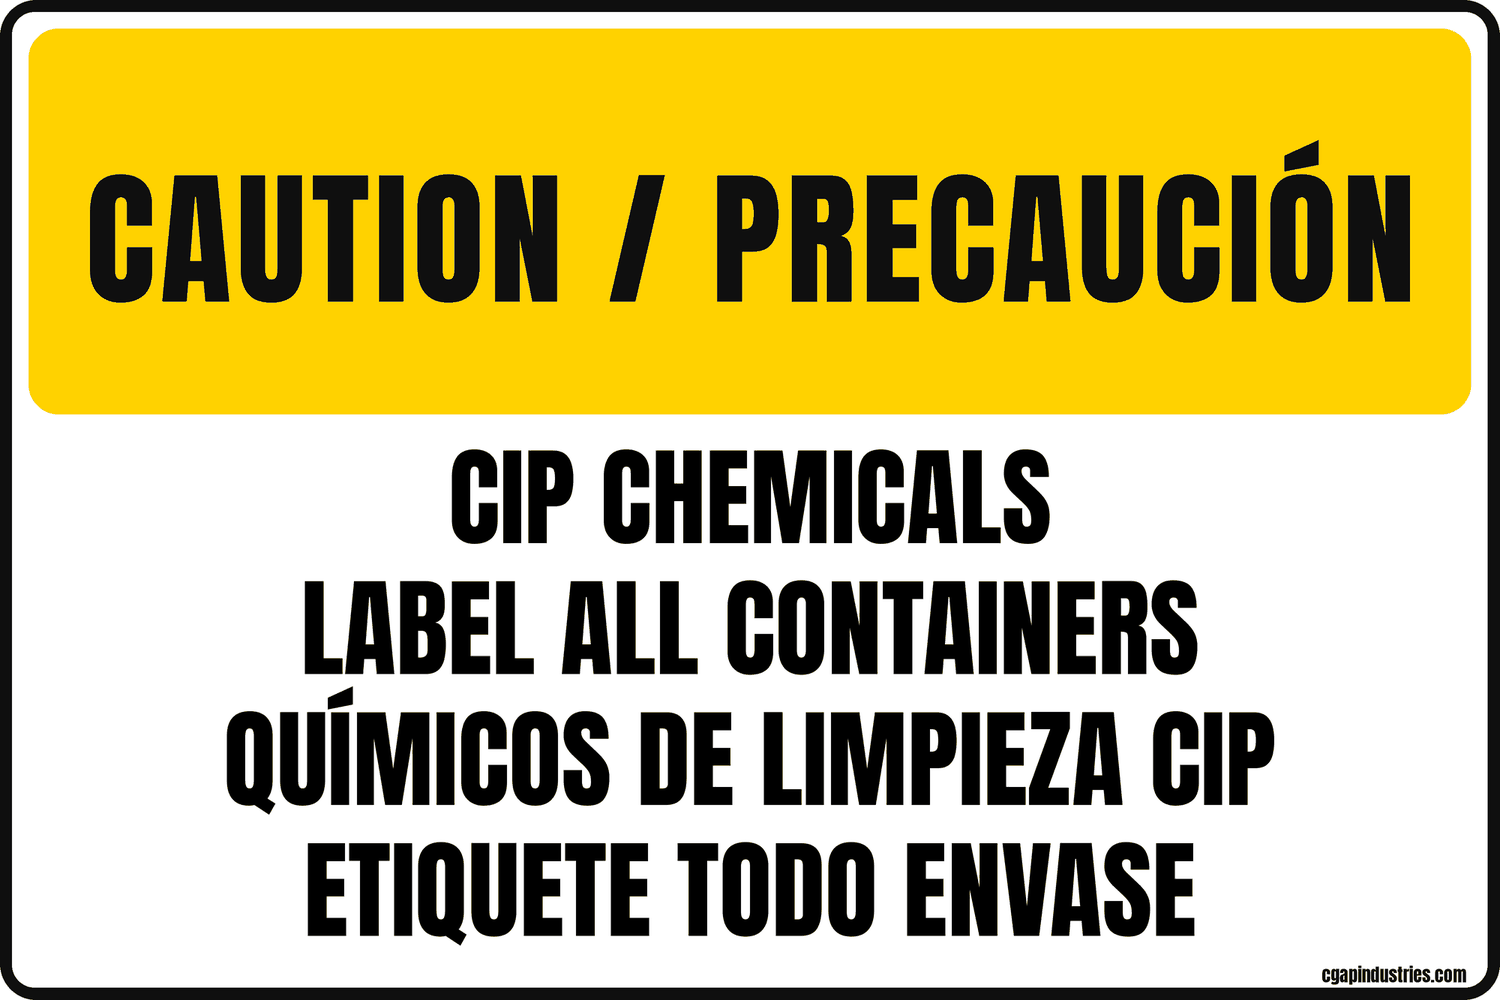 CAUTION / PRECAUCIÓN
CIP CHEMICALS
LABEL ALL CONTAINERS
QUÍMICOS DE LIMPIEZA CIP
ETIQUETE TODO ENVASE
cgapindustries.com